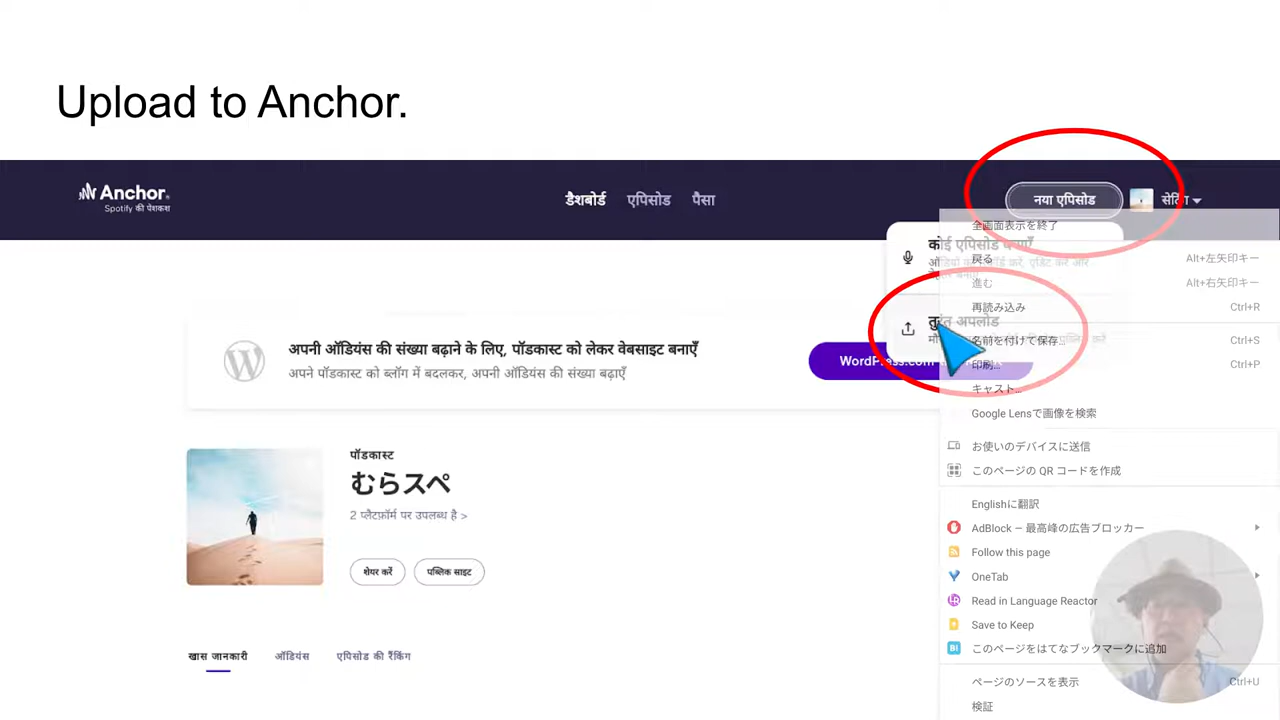 Upload to Anchor.
Anchor
Spotify की पेशकश
डैशबोर्ड
एपिसोड
पैसा
नया एपिसोड
全画面表示を終了
戻る Alt+左矢印キー
進む Alt+右矢印キー
再読み込み Ctrl+R
名前を付けて保存... Ctrl+S
印刷... Ctrl+P
キャスト...
Google Lensで画像を検索
お使いのデバイスに送信
このページの QR コードを作成
Englishに翻訳
AdBlock – 最高峰の広告ブロッカー
Follow this page
OneTab
Read in Language Reactor
Save to Keep
このページをはてなブックマークに追加
ページのソースを表示 Ctrl+U
検証
तुरंत अपलोड
अपनी ऑडियंस की संख्या बढ़ाने के लिए, पॉडकास्ट को लेकर वेबसाइट बनाएँ
अपने पॉडकास्ट को ब्लॉग में बदलकर, अपनी ऑडियंस की संख्या बढ़ाएँ
WordPress.com
पॉडकास्ट
むらスペ
2 प्लैटफ़ॉर्म पर उपलब्ध है >
शेयर करें
पब्लिक साइट
खास जानकारी
ऑडियंस
एपिसोड की रैंकिंग